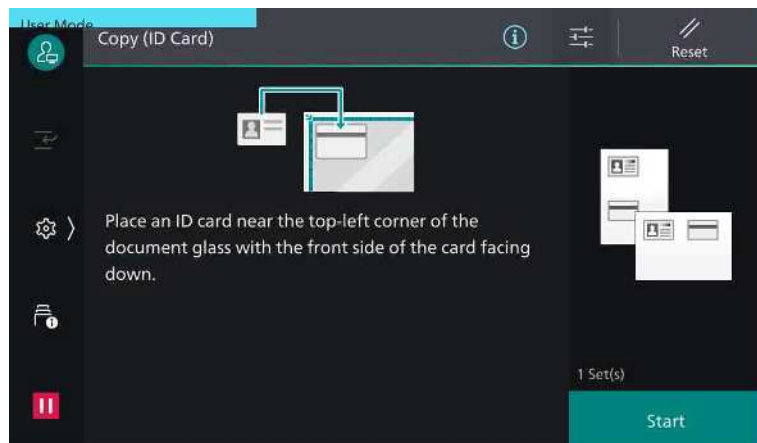 User Mode
Copy (ID Card)
Reset
Place an ID card near the top-left corner of the
document glass with the front side of the card facing
down.
1 Set(s)
Start